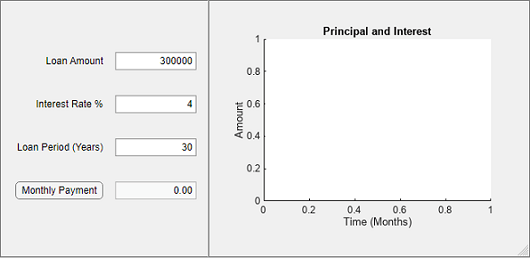 Loan Amount 300000
Interest Rate % 4
Loan Period (Years) 30
Monthly Payment 0.00
Principal and Interest
1
0.8
0.6
0.4
0.2
0
Amount
0 0.2 0.4 0.6 0.8 1
Time (Months)